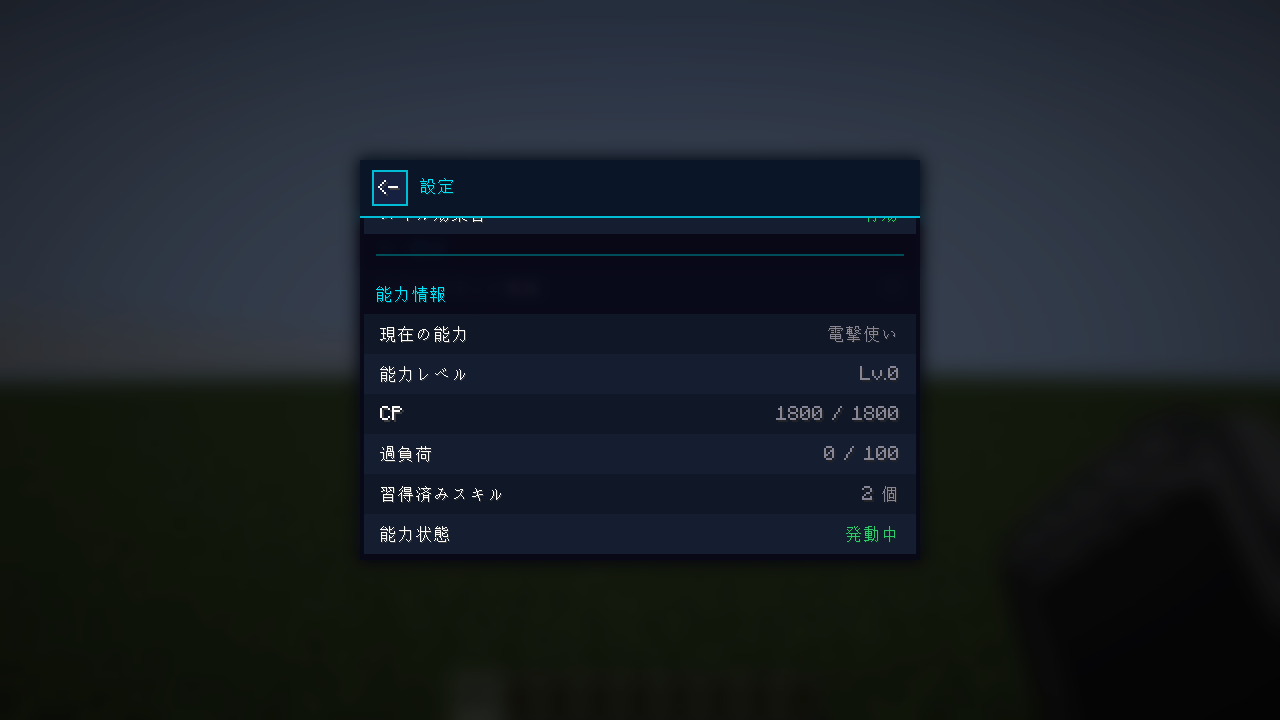 <- 設定
能力情報
現在の能力 電撃使い
能力レベル Lv.0
CP 1800 / 1800
過負荷 0 / 100
習得済みスキル 2 個
能力状態 発動中